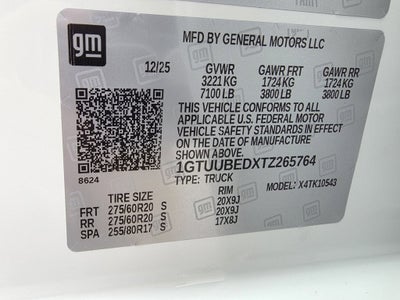 gm
MFD BY GENERAL MOTORS LLC
12/25 GVWR GAWR FRT GAWR RR
3221 KG 1724 KG 1724 KG
7100 LB 3800 LB 3800 LB
THIS VEHICLE CONFORMS TO ALL
APPLICABLE U.S. FEDERAL MOTOR
VEHICLE SAFETY STANDARDS IN EFFECT
ON THE DATE OF MANUFACTURE
SHOWN ABOVE.
1GTUUBEDXTZ265764
8624 TYPE: TRUCK X4TK10543
TIRE SIZE RIM
FRT 275/60R20 S 20X9J
RR 275/60R20 S 20X9J
SPA 255/80R17 S 17X8J